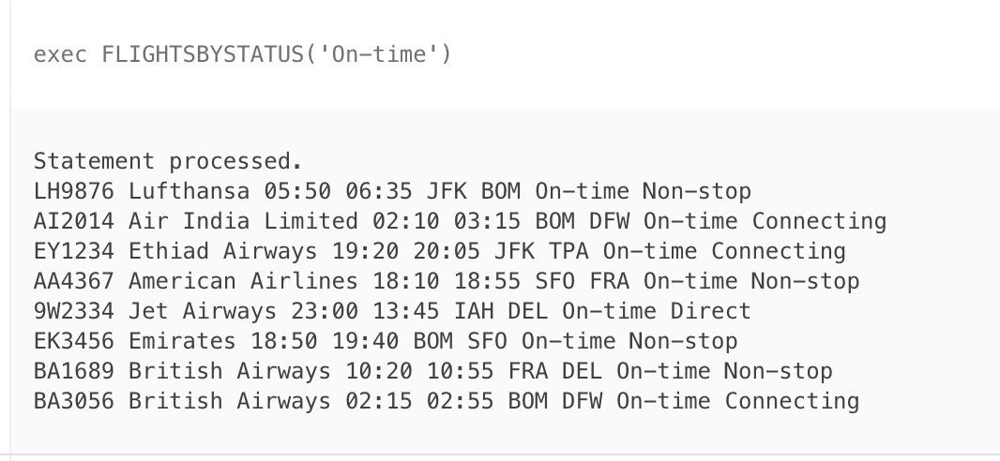 exec FLIGHTSBYSTATUS('On-time')
Statement processed.
LH9876 Lufthansa 05:50 06:35 JFK BOM On-time Non-stop
AI2014 Air India Limited 02:10 03:15 BOM DFW On-time Connecting
EY1234 Ethiad Airways 19:20 20:05 JFK TPA On-time Connecting
AA4367 American Airlines 18:10 18:55 SFO FRA On-time Non-stop
9W2334 Jet Airways 23:00 13:45 IAH DEL On-time Direct
EK3456 Emirates 18:50 19:40 BOM SFO On-time Non-stop
BA1689 British Airways 10:20 10:55 FRA DEL On-time Non-stop
BA3056 British Airways 02:15 02:55 BOM DFW On-time Connecting